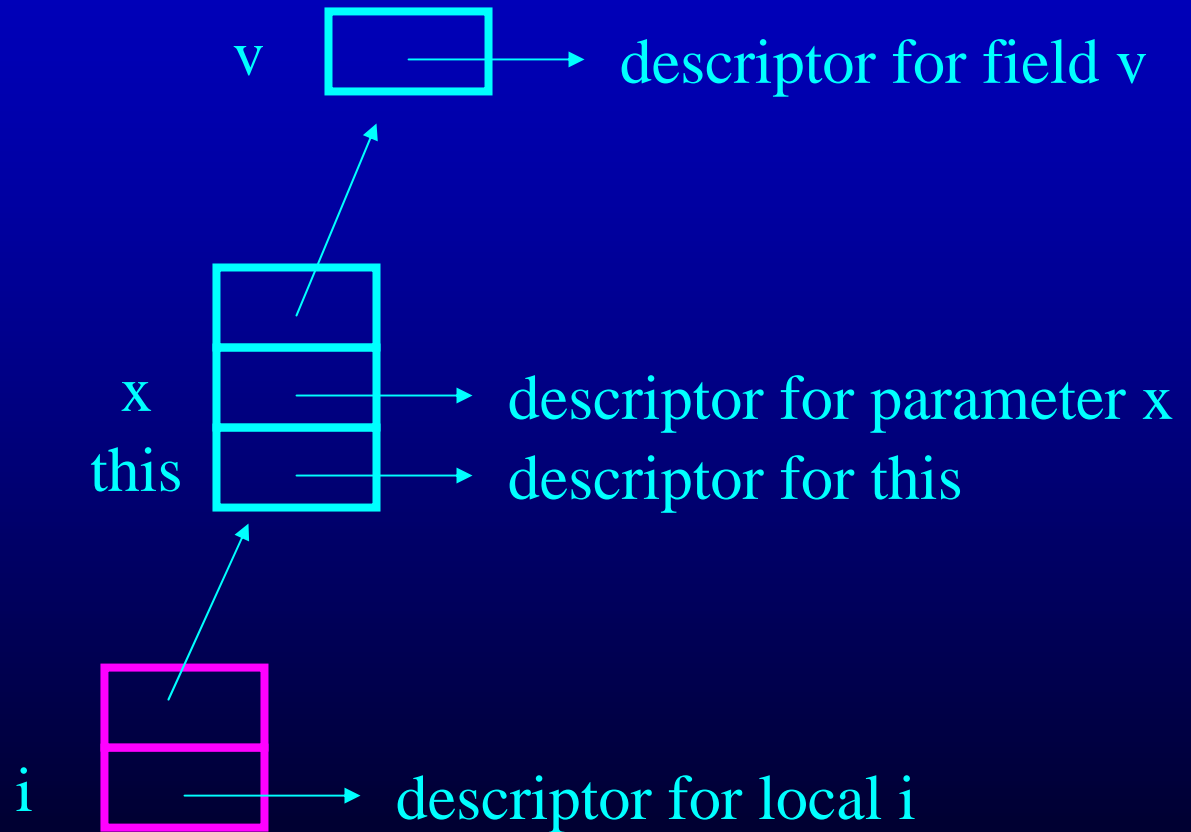 v descriptor for field v
x descriptor for parameter x
this descriptor for this
i descriptor for local i